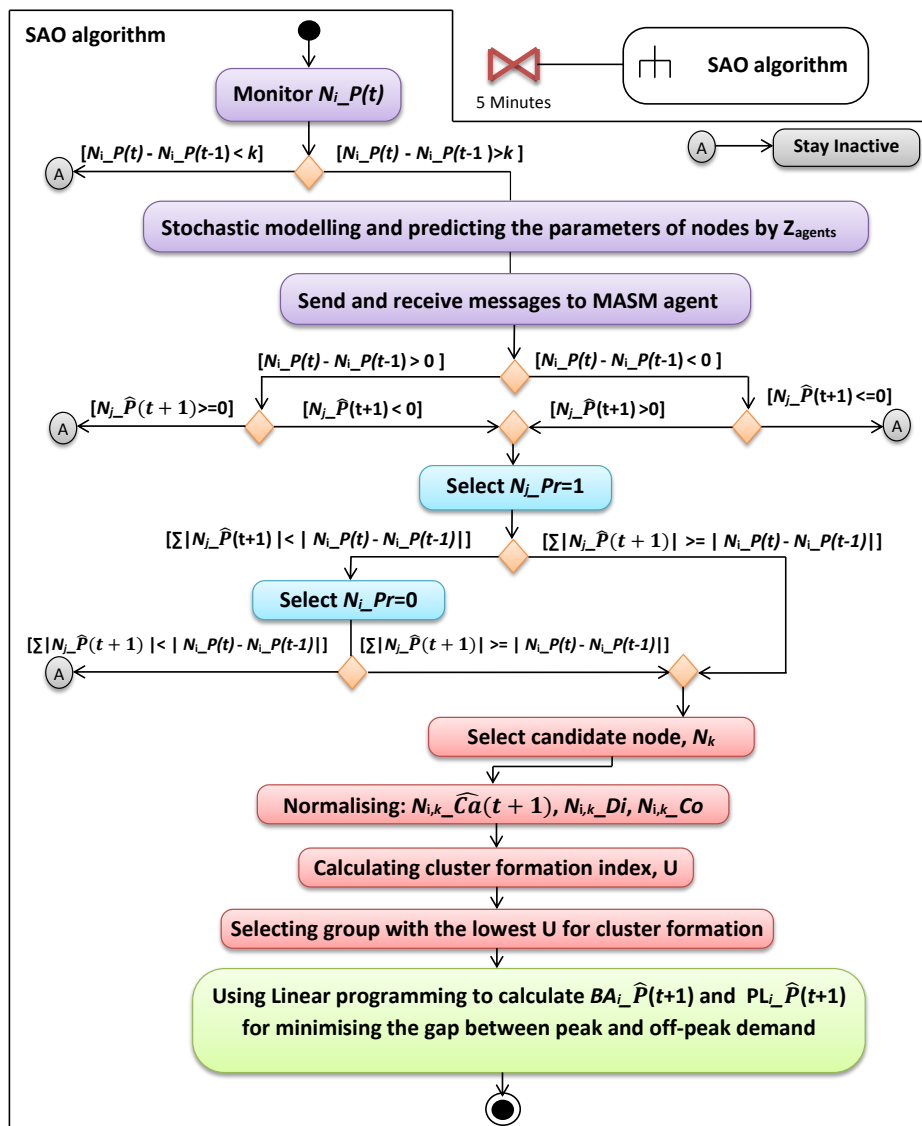 SAO algorithm
SAO algorithm
5 Minutes
Monitor Nᵢ_P(t)
A
Stay Inactive
[Nᵢ_P(t) - Nᵢ_P(t-1) < k]
[Nᵢ_P(t) - Nᵢ_P(t-1 )>k ]
A
Stochastic modelling and predicting the parameters of nodes by Z_agents
Send and receive messages to MASM agent
[Nᵢ_P(t) - Nᵢ_P(t-1) > 0 ]
[Nᵢ_P(t) - Nᵢ_P(t-1) < 0 ]
[Nⱼ_P̂(t + 1)>=0]
[Nⱼ_P̂(t+1) < 0]
[Nⱼ_P̂(t+1) >0]
[Nⱼ_P̂(t+1) <=0]
A
A
Select Nⱼ_Pr=1
[∑|Nⱼ_P̂(t+1) |< | Nᵢ_P(t) - Nᵢ_P(t-1)|]
[∑|Nⱼ_P̂(t + 1)| >= | Nᵢ_P(t) - Nᵢ_P(t-1)|]
Select Nᵢ_Pr=0
[∑|Nⱼ_P̂(t + 1) |< | Nᵢ_P(t) - Nᵢ_P(t-1)|]
[∑|Nⱼ_P̂(t + 1)| >= | Nᵢ_P(t) - Nᵢ_P(t-1)|]
A
Select candidate node, Nₖ
Normalising: Nᵢ,ₖ_Ĉa(t + 1), Nᵢ,ₖ_Di, Nᵢ,ₖ_Co
Calculating cluster formation index, U
Selecting group with the lowest U for cluster formation
Using Linear programming to calculate BAᵢ_P̂(t+1) and PLᵢ_P̂(t+1)
for minimising the gap between peak and off-peak demand